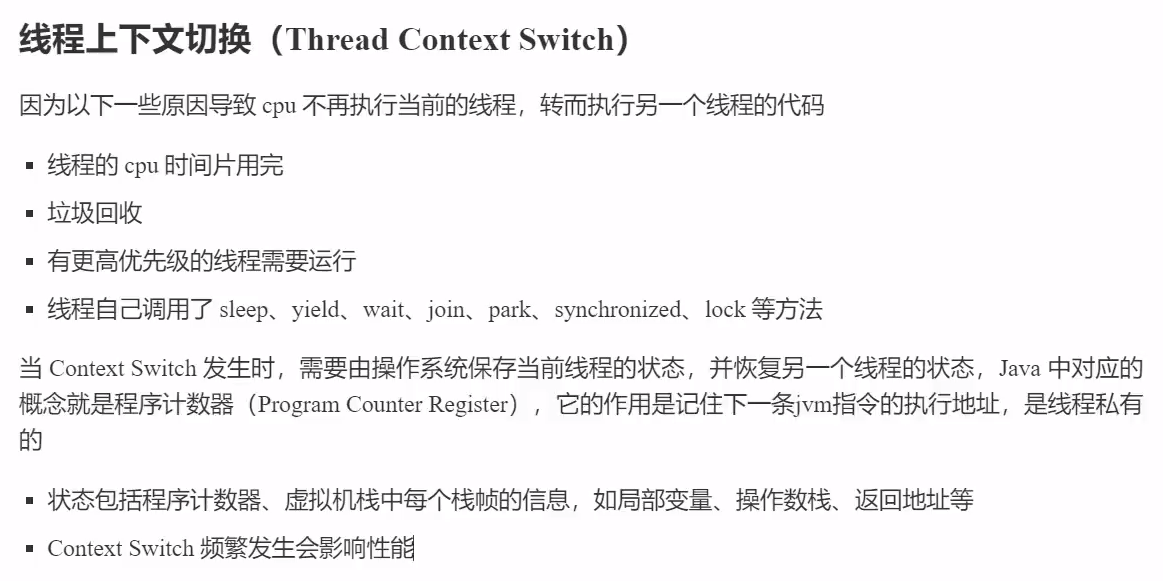 线程上下文切换（Thread Context Switch）
因为以下一些原因导致 cpu 不再执行当前的线程，转而执行另一个线程的代码
▪ 线程的 cpu 时间片用完
▪ 垃圾回收
▪ 有更高优先级的线程需要运行
▪ 线程自己调用了 sleep、yield、wait、join、park、synchronized、lock 等方法
当 Context Switch 发生时，需要由操作系统保存当前线程的状态，并恢复另一个线程的状态，Java 中对应的
概念就是程序计数器（Program Counter Register），它的作用是记住下一条jvm指令的执行地址，是线程私有
的
▪ 状态包括程序计数器、虚拟机栈中每个栈帧的信息，如局部变量、操作数栈、返回地址等
▪ Context Switch 频繁发生会影响性能